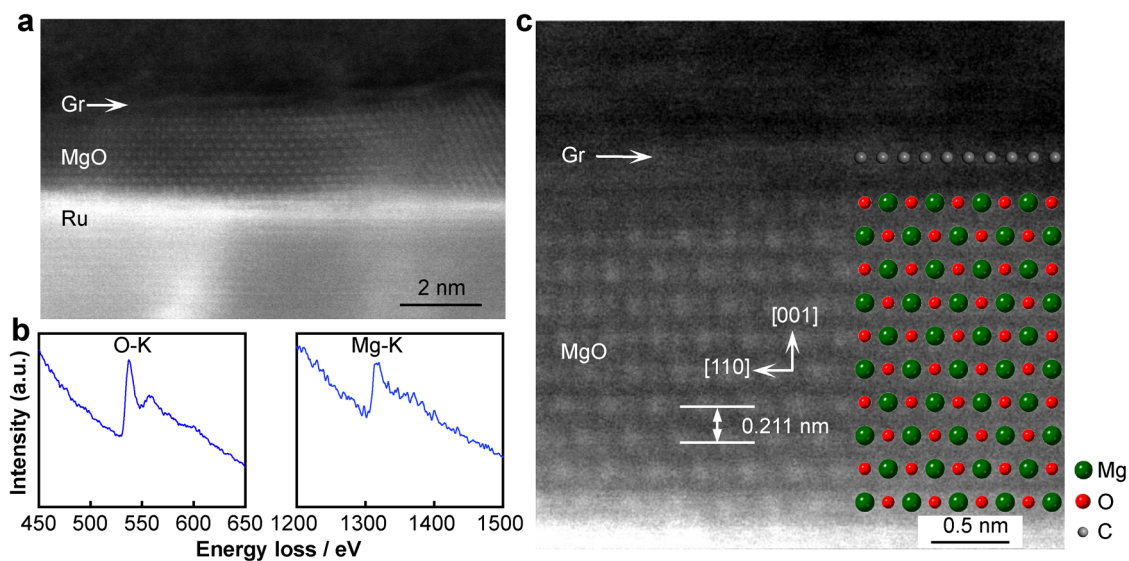 a
Gr
MgO
Ru
2 nm
b
O-K
Mg-K
Intensity (a.u.)
450 500 550 600 650
1200 1300 1400 1500
Energy loss / eV
c
Gr
[001]
[110]
MgO
0.211 nm
Mg
O
C
0.5 nm